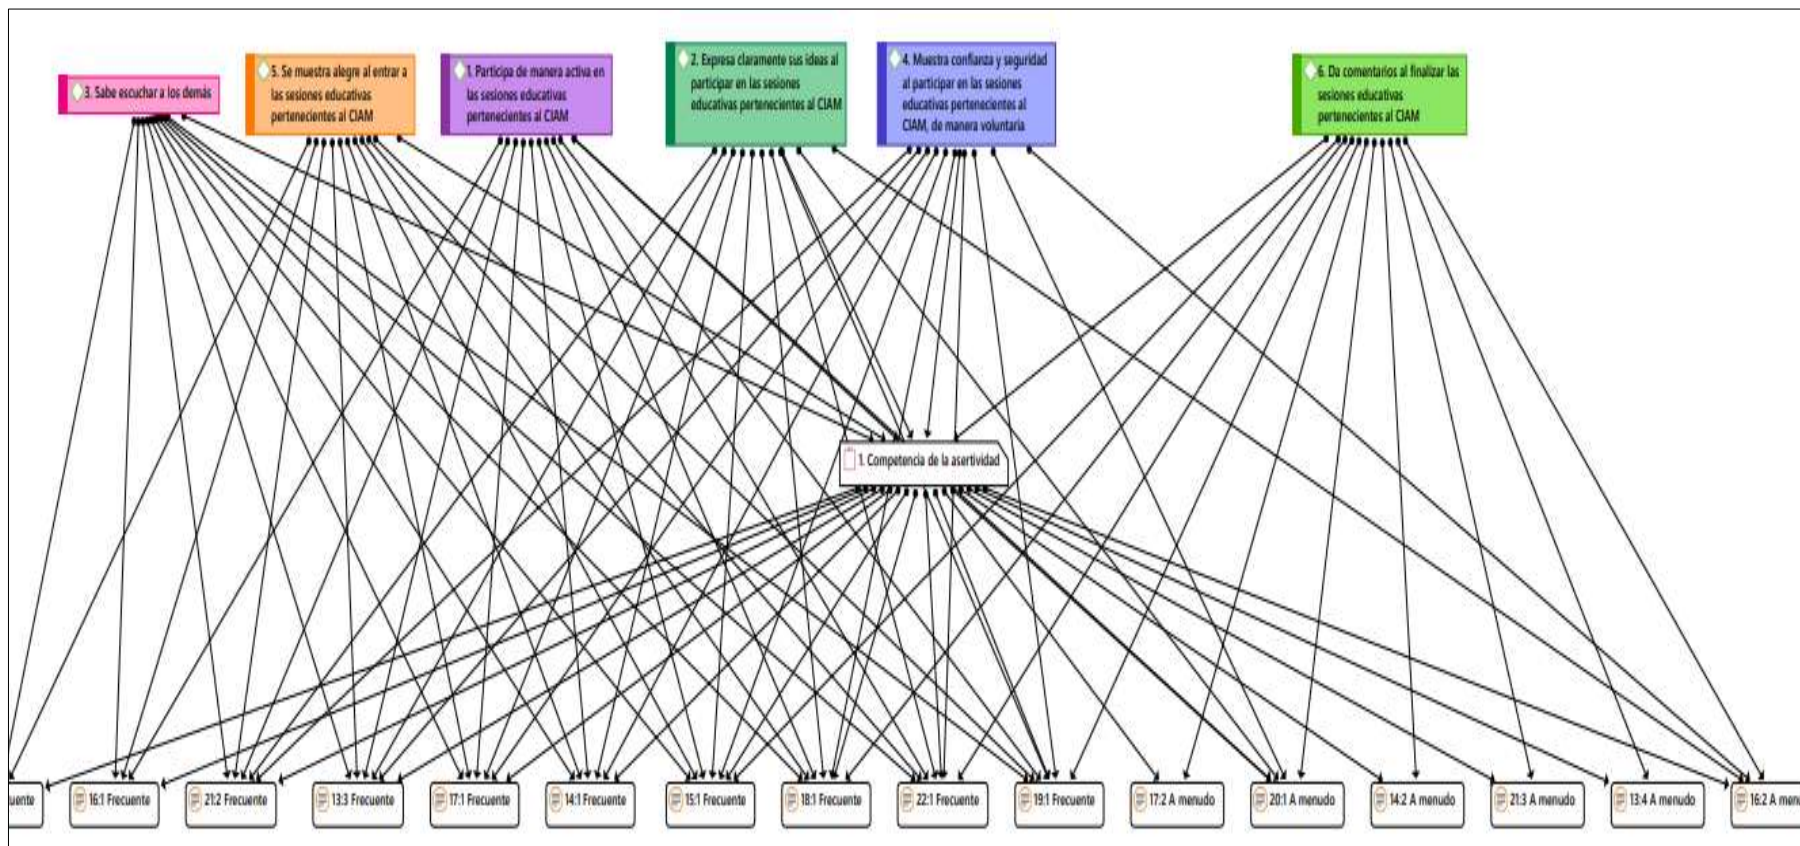 3. Sabe escuchar a los demás
5. Se muestra alegre al entrar a
las sesiones educativas
pertenecientes al CIAM
1. Participa de manera activa en
las sesiones educativas
pertenecientes al CIAM
2. Expresa claramente sus ideas al
participar en las sesiones
educativas pertenecientes al CIAM
4. Muestra confianza y seguridad
al participar en las sesiones
educativas pertenecientes al
CIAM, de manera voluntaria
6. Da comentarios al finalizar las
sesiones educativas
pertenecientes al CIAM
1. Competencia de la asertividad
uente
16:1 Frecuente
21:2 Frecuente
13:3 Frecuente
17:1 Frecuente
14:1 Frecuente
15:1 Frecuente
18:1 Frecuente
22:1 Frecuente
19:1 Frecuente
17:2 A menudo
20:1 A menudo
14:2 A menudo
21:3 A menudo
13:4 A menudo
16:2 A men